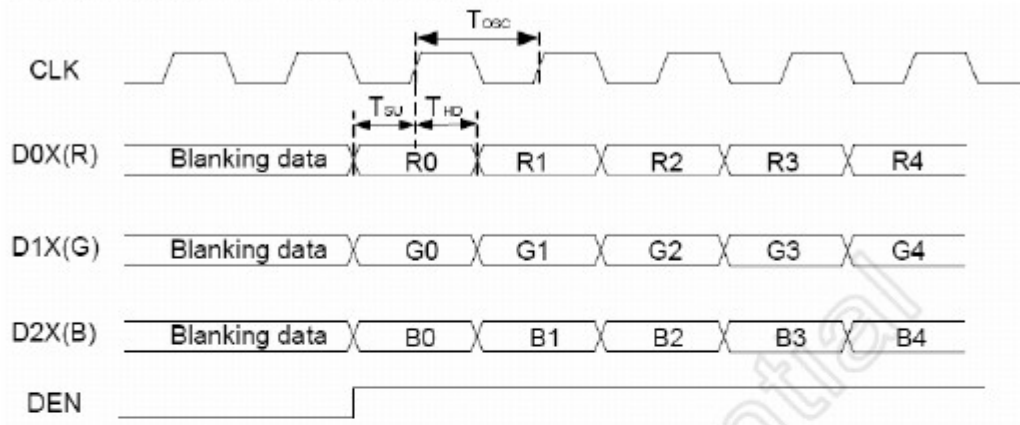 Tosc
CLK
Tsu THD
D0X(R) Blanking data R0 R1 R2 R3 R4
D1X(G) Blanking data G0 G1 G2 G3 G4
D2X(B) Blanking data B0 B1 B2 B3 B4
DEN
ntial